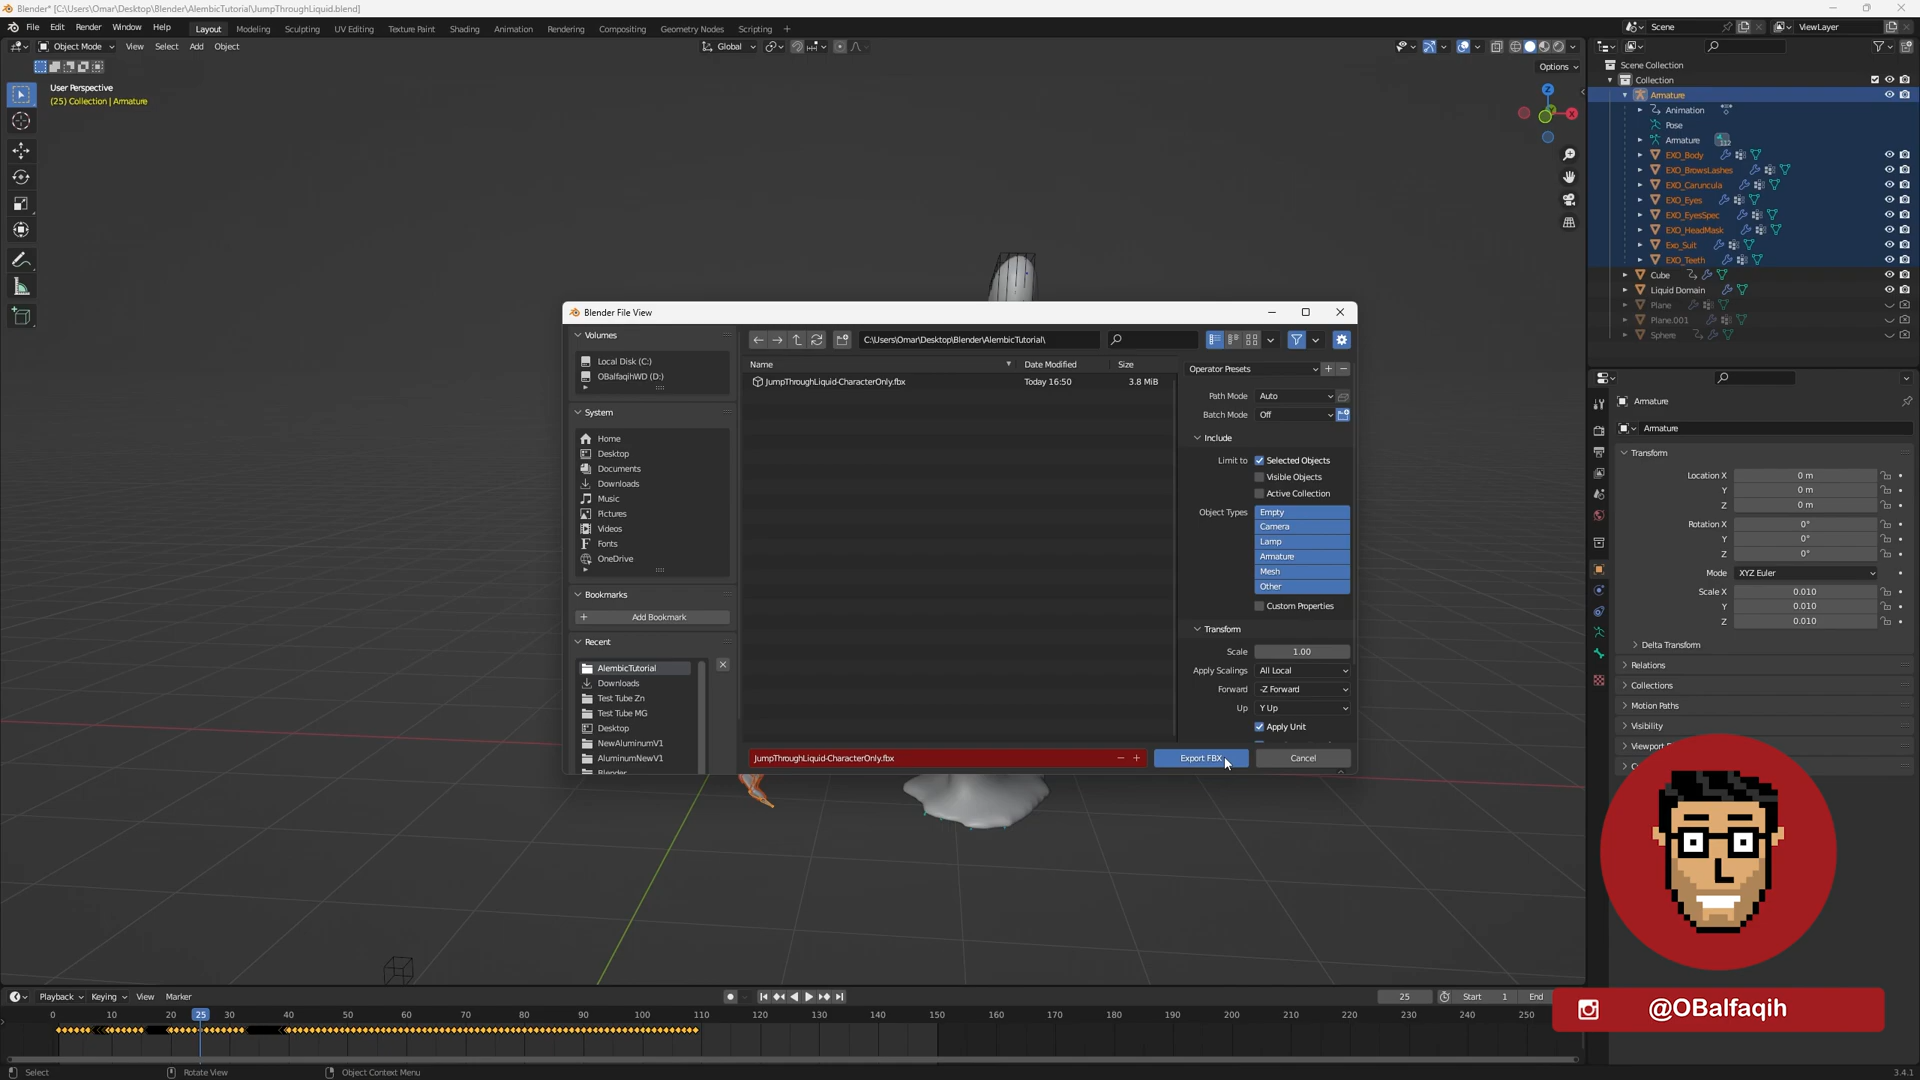 Blender* [C:\Users\Omar\Desktop\Blender\AlembicTutorial\JumpThroughLiquid.blend]
File Edit Render Window Help Layout Modeling Sculpting UV Editing Texture Paint Shading Animation Rendering Compositing Geometry Nodes Scripting + Scene ViewLayer
Object Mode View Select Add Object Global
Options
User Perspective
(25) Collection | Armature
Z
X
Scene Collection
Collection
Armature
Animation
Pose
Armature
EXO_Body
EXO_BrowsLashes
EXO_Caruncula
EXO_Eyes
EXO_EyesSpec
EXO_HeadMask
Exo_Suit
EXO_Teeth
Cube
Liquid Domain
Plane
Plane.001
Sphere
Blender File View
Volumes
Local Disk (C:)
OBalfaqihWD (D:)
System
Home
Desktop
Documents
Downloads
Music
Pictures
Videos
Fonts
OneDrive
Bookmarks
Add Bookmark
Recent
AlembicTutorial
Downloads
Test Tube Zn
Test Tube MG
Desktop
NewAluminumV1
AluminumNewV1
Blender
C:\Users\Omar\Desktop\Blender\AlembicTutorial\
Name Date Modified Size
JumpThroughLiquid-CharacterOnly.fbx Today 16:50 3.8 MiB
Operator Presets
Path Mode Auto
Batch Mode Off
Include
Limit to Selected Objects
Visible Objects
Active Collection
Object Types Empty
Camera
Lamp
Armature
Mesh
Other
Custom Properties
Transform
Scale 1.00
Apply Scalings All Local
Forward -Z Forward
Up Y Up
Apply Unit
JumpThroughLiquid-CharacterOnly.fbx Export FBX Cancel
Armature
Armature
Transform
Location X 0 m
Y 0 m
Z 0 m
Rotation X 0°
Y 0°
Z 0°
Mode XYZ Euler
Scale X 0.010
Y 0.010
Z 0.010
Delta Transform
Relations
Collections
Motion Paths
Visibility
@OBalfaqih
Playback Keying View Marker 25 Start 1 End
0 10 20 25 30 40 50 60 70 80 90 100 110 120 130 140 150 160 170 180 190 200 210 220 230 240 250
Select Rotate View Object Context Menu 3.4.1